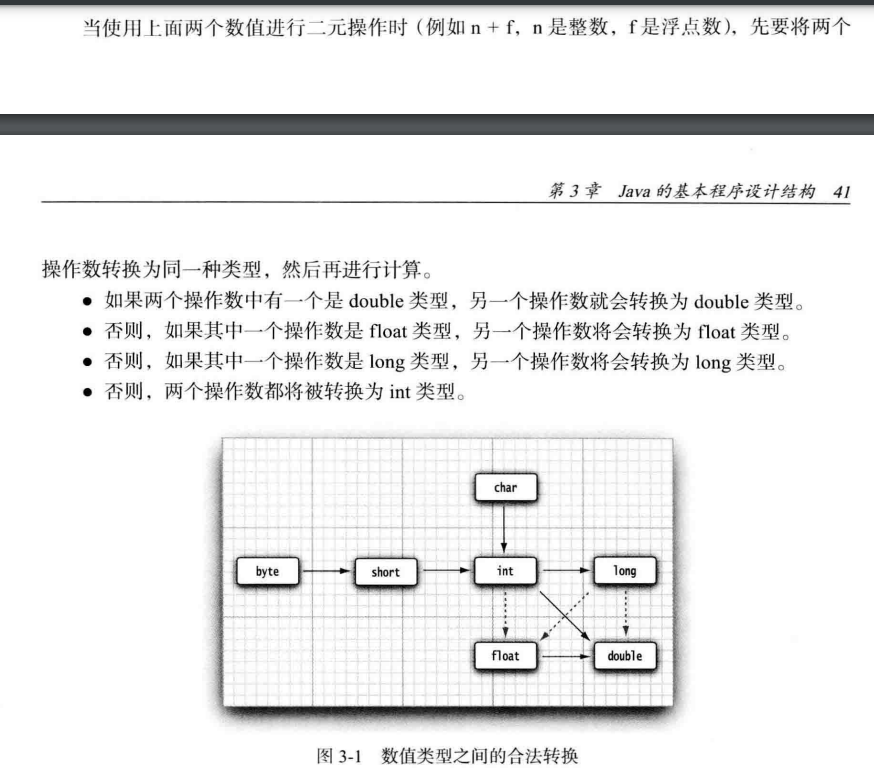 当使用上面两个数值进行二元操作时（例如 n + f，n 是整数，f 是浮点数），先要将两个
第 3 章 Java 的基本程序设计结构 41
操作数转换为同一种类型，然后再进行计算。
● 如果两个操作数中有一个是 double 类型，另一个操作数就会转换为 double 类型。
● 否则，如果其中一个操作数是 float 类型，另一个操作数将会转换为 float 类型。
● 否则，如果其中一个操作数是 long 类型，另一个操作数将会转换为 long 类型。
● 否则，两个操作数都将被转换为 int 类型。
char
byte short int long
float double
图 3-1 数值类型之间的合法转换